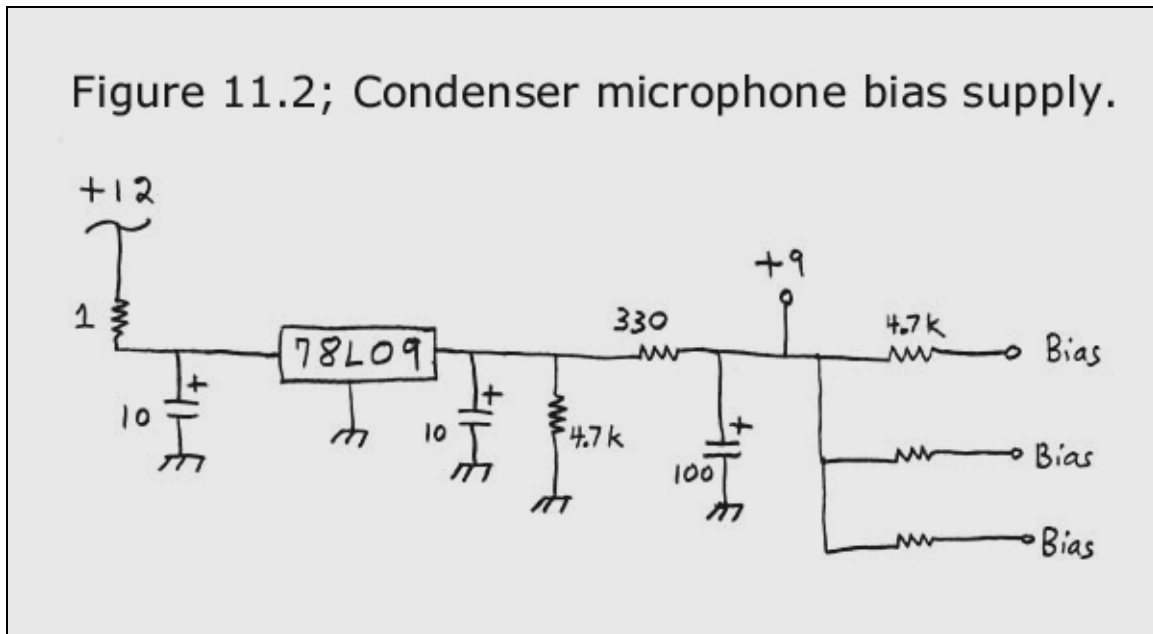 Figure 11.2; Condenser microphone bias supply.
+12
+9
1
330
4.7k
Bias
78L09
+
10
+
10
4.7k
+
100
Bias
Bias